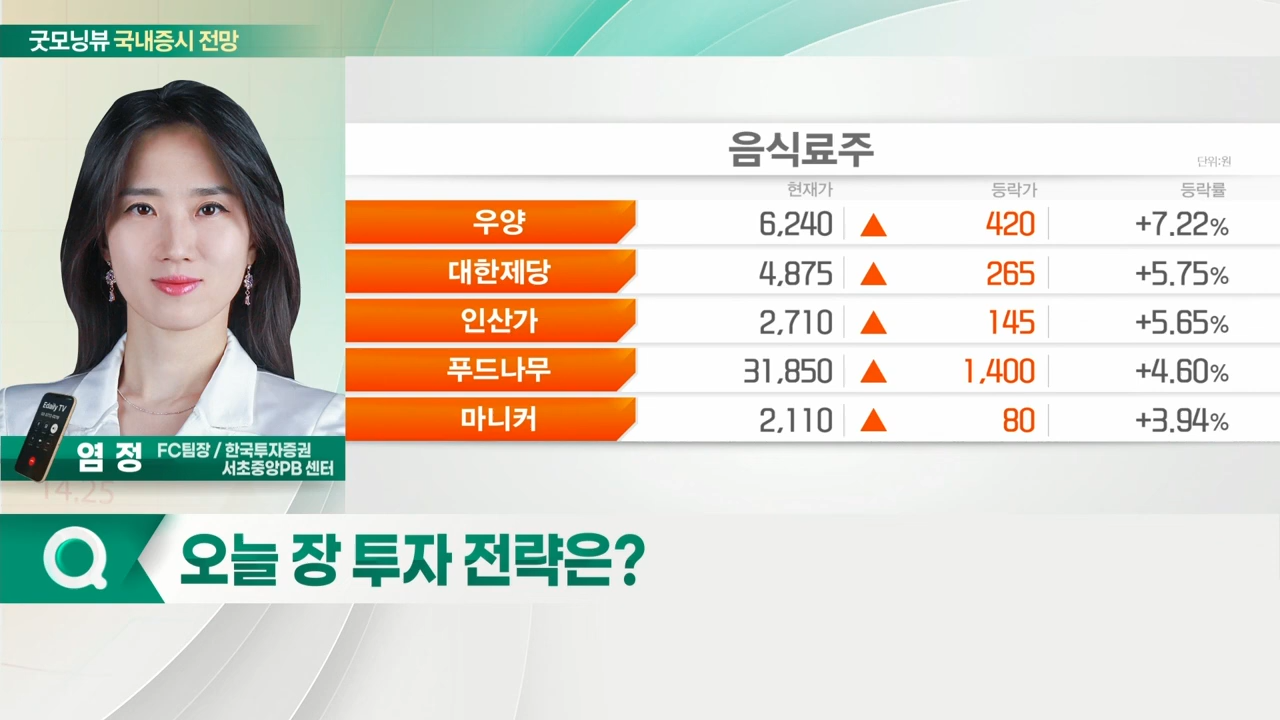 굿모닝뷰 국내증시 전망
음식료주
단위:원
현재가 등락가 등락률
우양 6,240 ▲ 420 +7.22%
대한제당 4,875 ▲ 265 +5.75%
인산가 2,710 ▲ 145 +5.65%
푸드나무 31,850 ▲ 1,400 +4.60%
마니커 2,110 ▲ 80 +3.94%
Edaily TV
염 정 FC팀장 / 한국투자증권
서초중앙PB 센터
14.25
Q 오늘 장 투자 전략은?